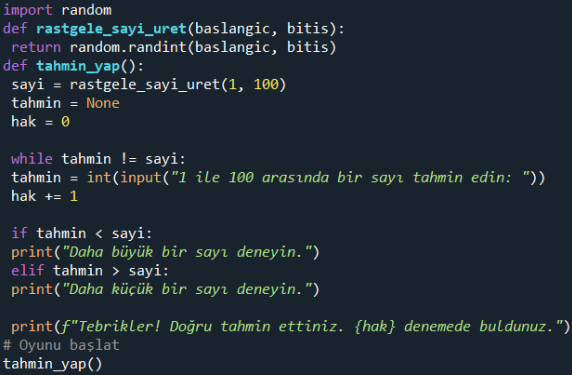 import random
def rastgele_sayi_uret(baslangic, bitis):
 return random.randint(baslangic, bitis)
def tahmin_yap():
 sayi = rastgele_sayi_uret(1, 100)
 tahmin = None
 hak = 0

 while tahmin != sayi:
 tahmin = int(input("1 ile 100 arasında bir sayı tahmin edin: "))
 hak += 1

 if tahmin < sayi:
 print("Daha büyük bir sayı deneyin.")
 elif tahmin > sayi:
 print("Daha küçük bir sayı deneyin.")

 print(f"Tebrikler! Doğru tahmin ettiniz. {hak} denemede buldunuz.")
# Oyunu başlat
tahmin_yap()